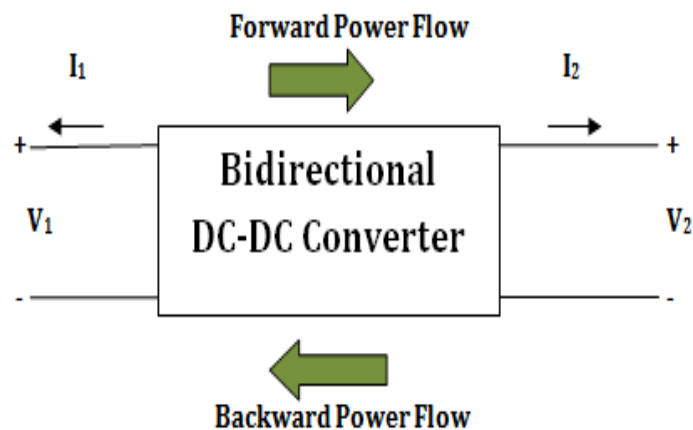 Forward Power Flow
I₁
I₂
+
+
Bidirectional
DC-DC Converter
V₁
V₂
-
-
Backward Power Flow